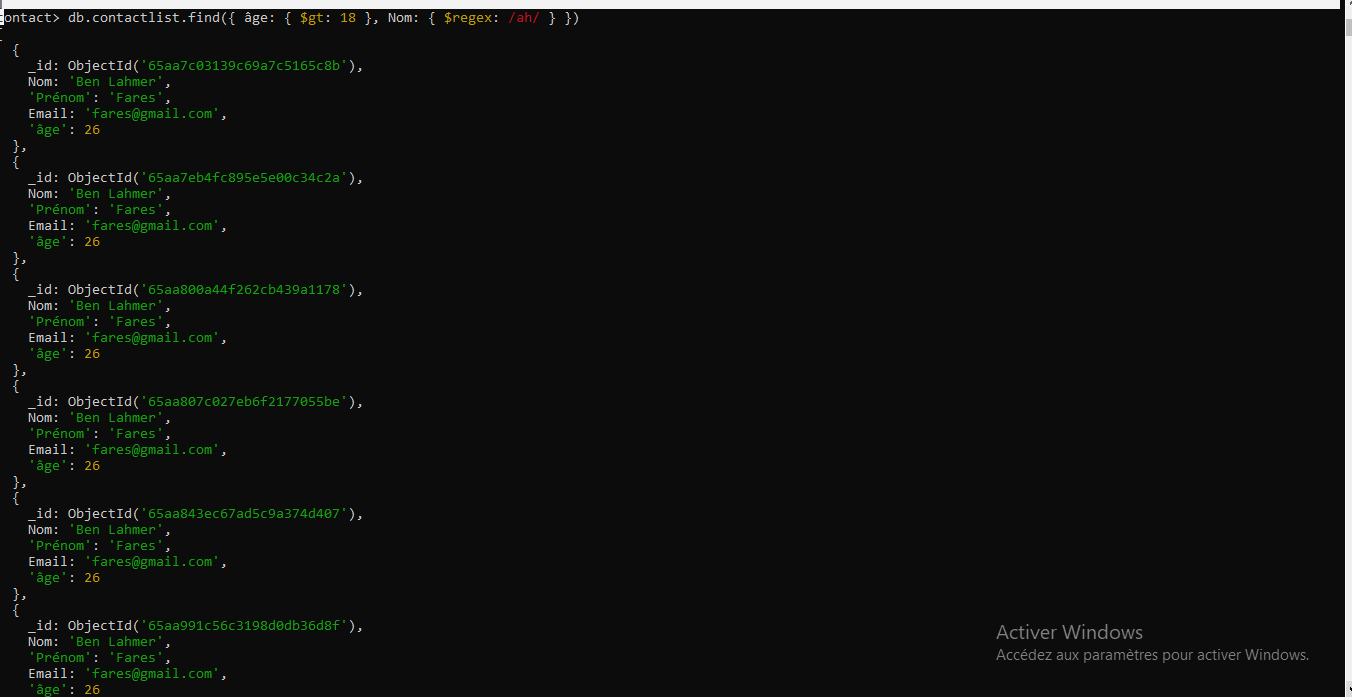 ontact> db.contactlist.find({ âge: { $gt: 18 }, Nom: { $regex: /ah/ } })
{
_id: ObjectId('65aa7c03139c69a7c5165c8b'),
Nom: 'Ben Lahmer',
'Prénom': 'Fares',
Email: 'fares@gmail.com',
'âge': 26
},
{
_id: ObjectId('65aa7eb4fc895e5e00c34c2a'),
Nom: 'Ben Lahmer',
'Prénom': 'Fares',
Email: 'fares@gmail.com',
'âge': 26
},
{
_id: ObjectId('65aa800a44f262cb439a1178'),
Nom: 'Ben Lahmer',
'Prénom': 'Fares',
Email: 'fares@gmail.com',
'âge': 26
},
{
_id: ObjectId('65aa807c027eb6f2177055be'),
Nom: 'Ben Lahmer',
'Prénom': 'Fares',
Email: 'fares@gmail.com',
'âge': 26
},
{
_id: ObjectId('65aa843ec67ad5c9a374d407'),
Nom: 'Ben Lahmer',
'Prénom': 'Fares',
Email: 'fares@gmail.com',
'âge': 26
},
{
_id: ObjectId('65aa991c56c3198d0db36d8f'),
Nom: 'Ben Lahmer',
'Prénom': 'Fares',
Email: 'fares@gmail.com',
'âge': 26
Activer Windows
Accédez aux paramètres pour activer Windows.